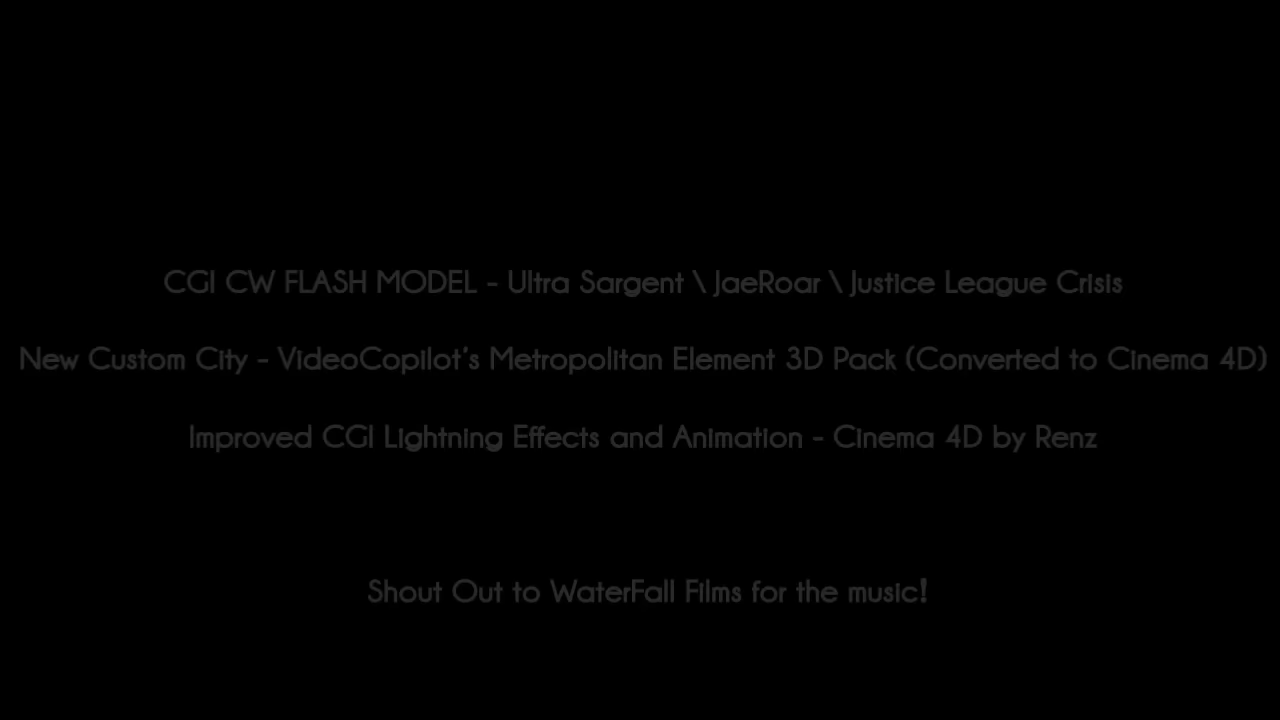 CGI CW FLASH MODEL - Ultra Sargent \ JaeRoar \ Justice League Crisis
New Custom City - VideoCopilot's Metropolitan Element 3D Pack (Converted to Cinema 4D)
Improved CGI Lightning Effects and Animation - Cinema 4D by Renz
Shout Out to WaterFall Films for the music!